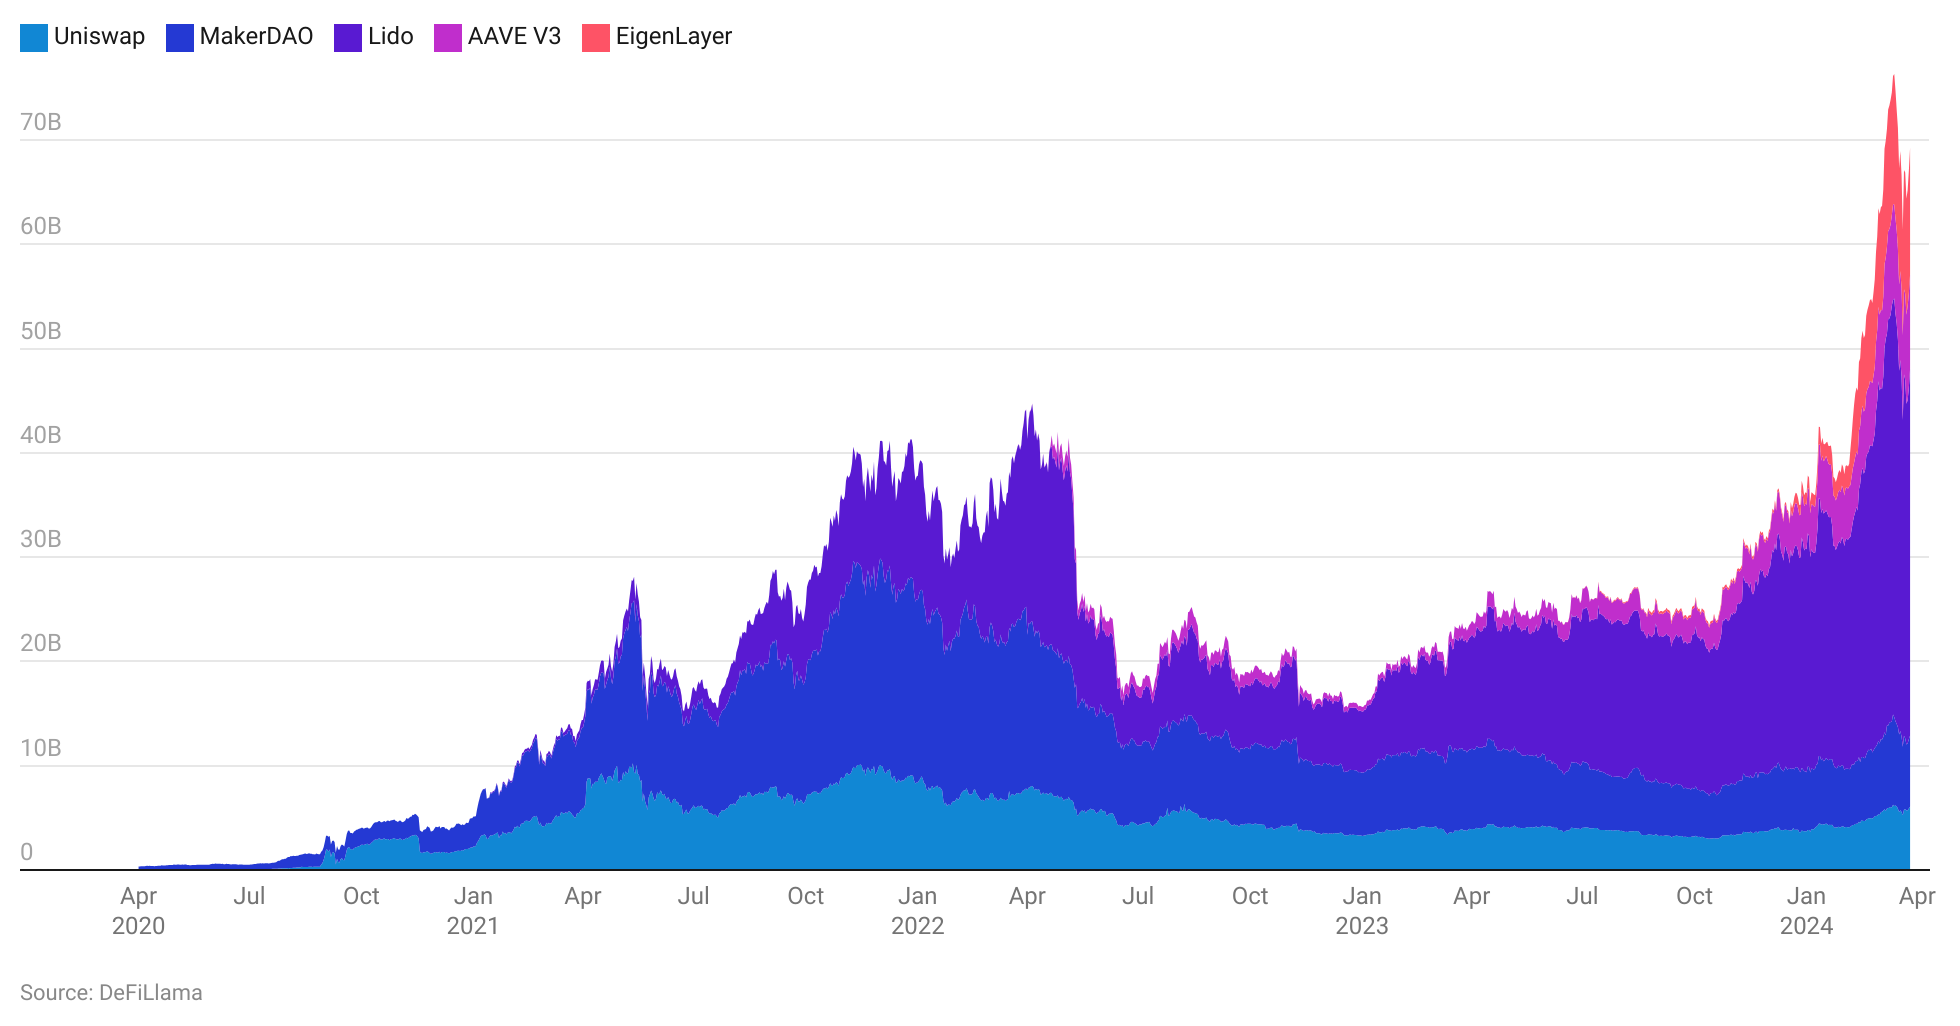 Uniswap MakerDAO Lido AAVE V3 EigenLayer
70B
60B
50B
40B
30B
20B
10B
0
Apr Jul Oct Jan Apr Jul Oct Jan Apr Jul Oct Jan Apr Jul Oct Jan Apr
2020 2021 2022 2023 2024
Source: DeFiLlama